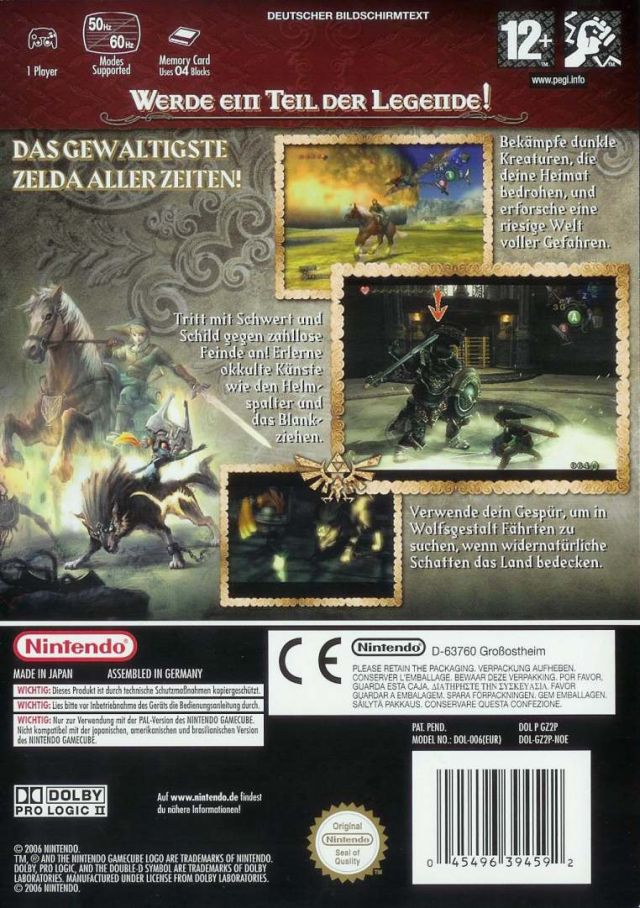 DEUTSCHER BILDSCHIRMTEXT
50Hz
60Hz
1 Player
Modes
Supported
Memory Card
Uses 04 Blocks
12+
www.pegi.info
WERDE EIN TEIL DER LEGENDE!
DAS GEWALTIGSTE
ZELDA ALLER ZEITEN!
Bekämpfe dunkle
Kreaturen, die
deine Heimat
bedrohen, und
erforsche eine
riesige Welt
voller Gefahren.
Tritt mit Schwert und
Schild gegen zahllose
Feinde an! Erlerne
okkulte Künste
wie den Helm-
spalter und
das Blank-
ziehen.
A
Verwende dein Gespür, um in
Wolfsgestalt Fährten zu
suchen, wenn widernatürliche
Schatten das Land bedecken.
Nintendo®
MADE IN JAPAN ASSEMBLED IN GERMANY
WICHTIG: Dieses Produkt ist durch technische Schutzmaßnahmen kopiergeschützt.
WICHTIG: Lies bitte vor Inbetriebnahme des Geräts die Bedienungsanleitung durch.
WICHTIG: Nur zur Verwendung mit der PAL-Version des NINTENDO GAMECUBE.
Nicht kompatibel mit der japanischen, amerikanischen und brasilianischen Version
des NINTENDO GAMECUBE.
CE
Nintendo® D-63760 Großostheim
PLEASE RETAIN THE PACKAGING. VERPACKUNG AUFHEBEN.
CONSERVER L'EMBALLAGE. BEWAAR DEZE VERPAKKING. POR FAVOR,
GUARDA ESTA CAJA. ΔΙΑΤΗΡΙΣΤΕ ΤΗΝ ΣΥΣΚΕΥΑΣΙΑ. FAVOR
GUARDAR A EMBALAGEM. SPARA FÖRPACKNINGEN. GEM EMBALLAGEN.
SÄILYTÄ PAKKAUS. CONSERVARE QUESTA CONFEZIONE.
PAT. PEND. DOL P GZ2P
MODEL NO.: DOL-006(EUR) DOL-GZ2P-NOE
DOLBY
PRO LOGIC II
Auf www.nintendo.de findest
du nähere Informationen!
Original
Nintendo
Seal of
Quality
TM
0 45496 39459 2
© 2006 NINTENDO.
TM, ® AND THE NINTENDO GAMECUBE LOGO ARE TRADEMARKS OF NINTENDO.
DOLBY, PRO LOGIC, AND THE DOUBLE-D SYMBOL ARE TRADEMARKS OF DOLBY
LABORATORIES. MANUFACTURED UNDER LICENSE FROM DOLBY LABORATORIES.
© 2006 NINTENDO.